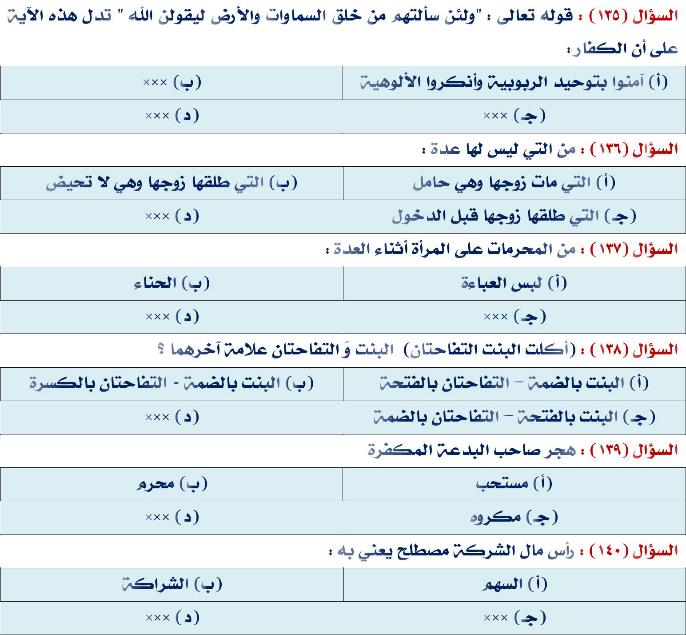 السؤال (١٣٥) : قوله تعالى : "ولئن سألتهم من خلق السماوات والأرض ليقولن الله " تدل هذه الآية
على أن الكفار:
(أ) آمنوا بتوحيد الربوبية وأنكروا الألوهية (ب) ×××
(جـ) ××× (د) ×××
السؤال (١٣٦) : من التي ليس لها عدة :
(أ) التي مات زوجها وهي حامل (ب) التي طلقها زوجها وهي لا تحيض
(جـ) التي طلقها زوجها قبل الدخول (د) ×××
السؤال (١٣٧) : من المحرمات على المرأة أثناء العدة :
(أ) لبس العباءة (ب) الحناء
(جـ) ××× (د) ×××
السؤال (١٣٨) : (أكلت البنت التفاحتان) البنت وَ التفاحتان علامة آخرهما ؟
(أ) البنت بالضمة – التفاحتان بالفتحة (ب) البنت بالضمة - التفاحتان بالكسرة
(جـ) البنت بالفتحة – التفاحتان بالضمة (د) ×××
السؤال (١٣٩) : هجر صاحب البدعة المكفرة
(أ) مستحب (ب) محرم
(جـ) مكروه (د) ×××
السؤال (١٤٠) : رأس مال الشركة مصطلح يعني به :
(أ) السهم (ب) الشراكة
(جـ) ××× (د) ×××